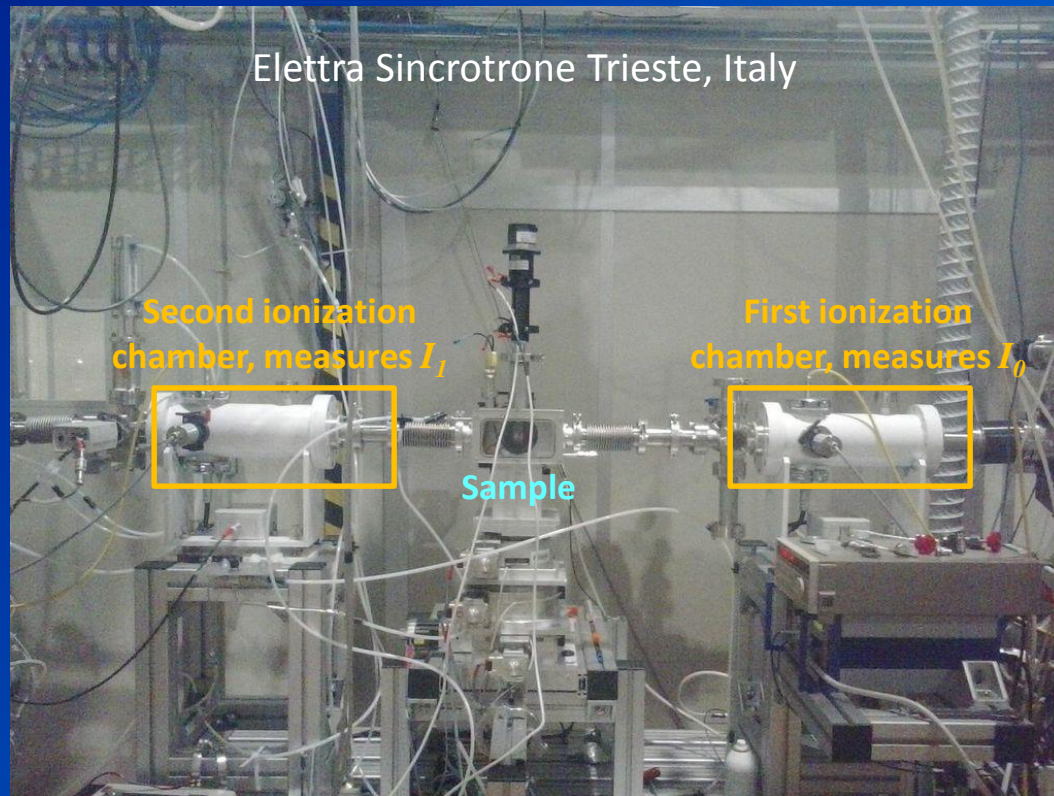 Elettra Sincrotrone Trieste, Italy
Second ionization
chamber, measures I₁
First ionization
chamber, measures I₀
Sample